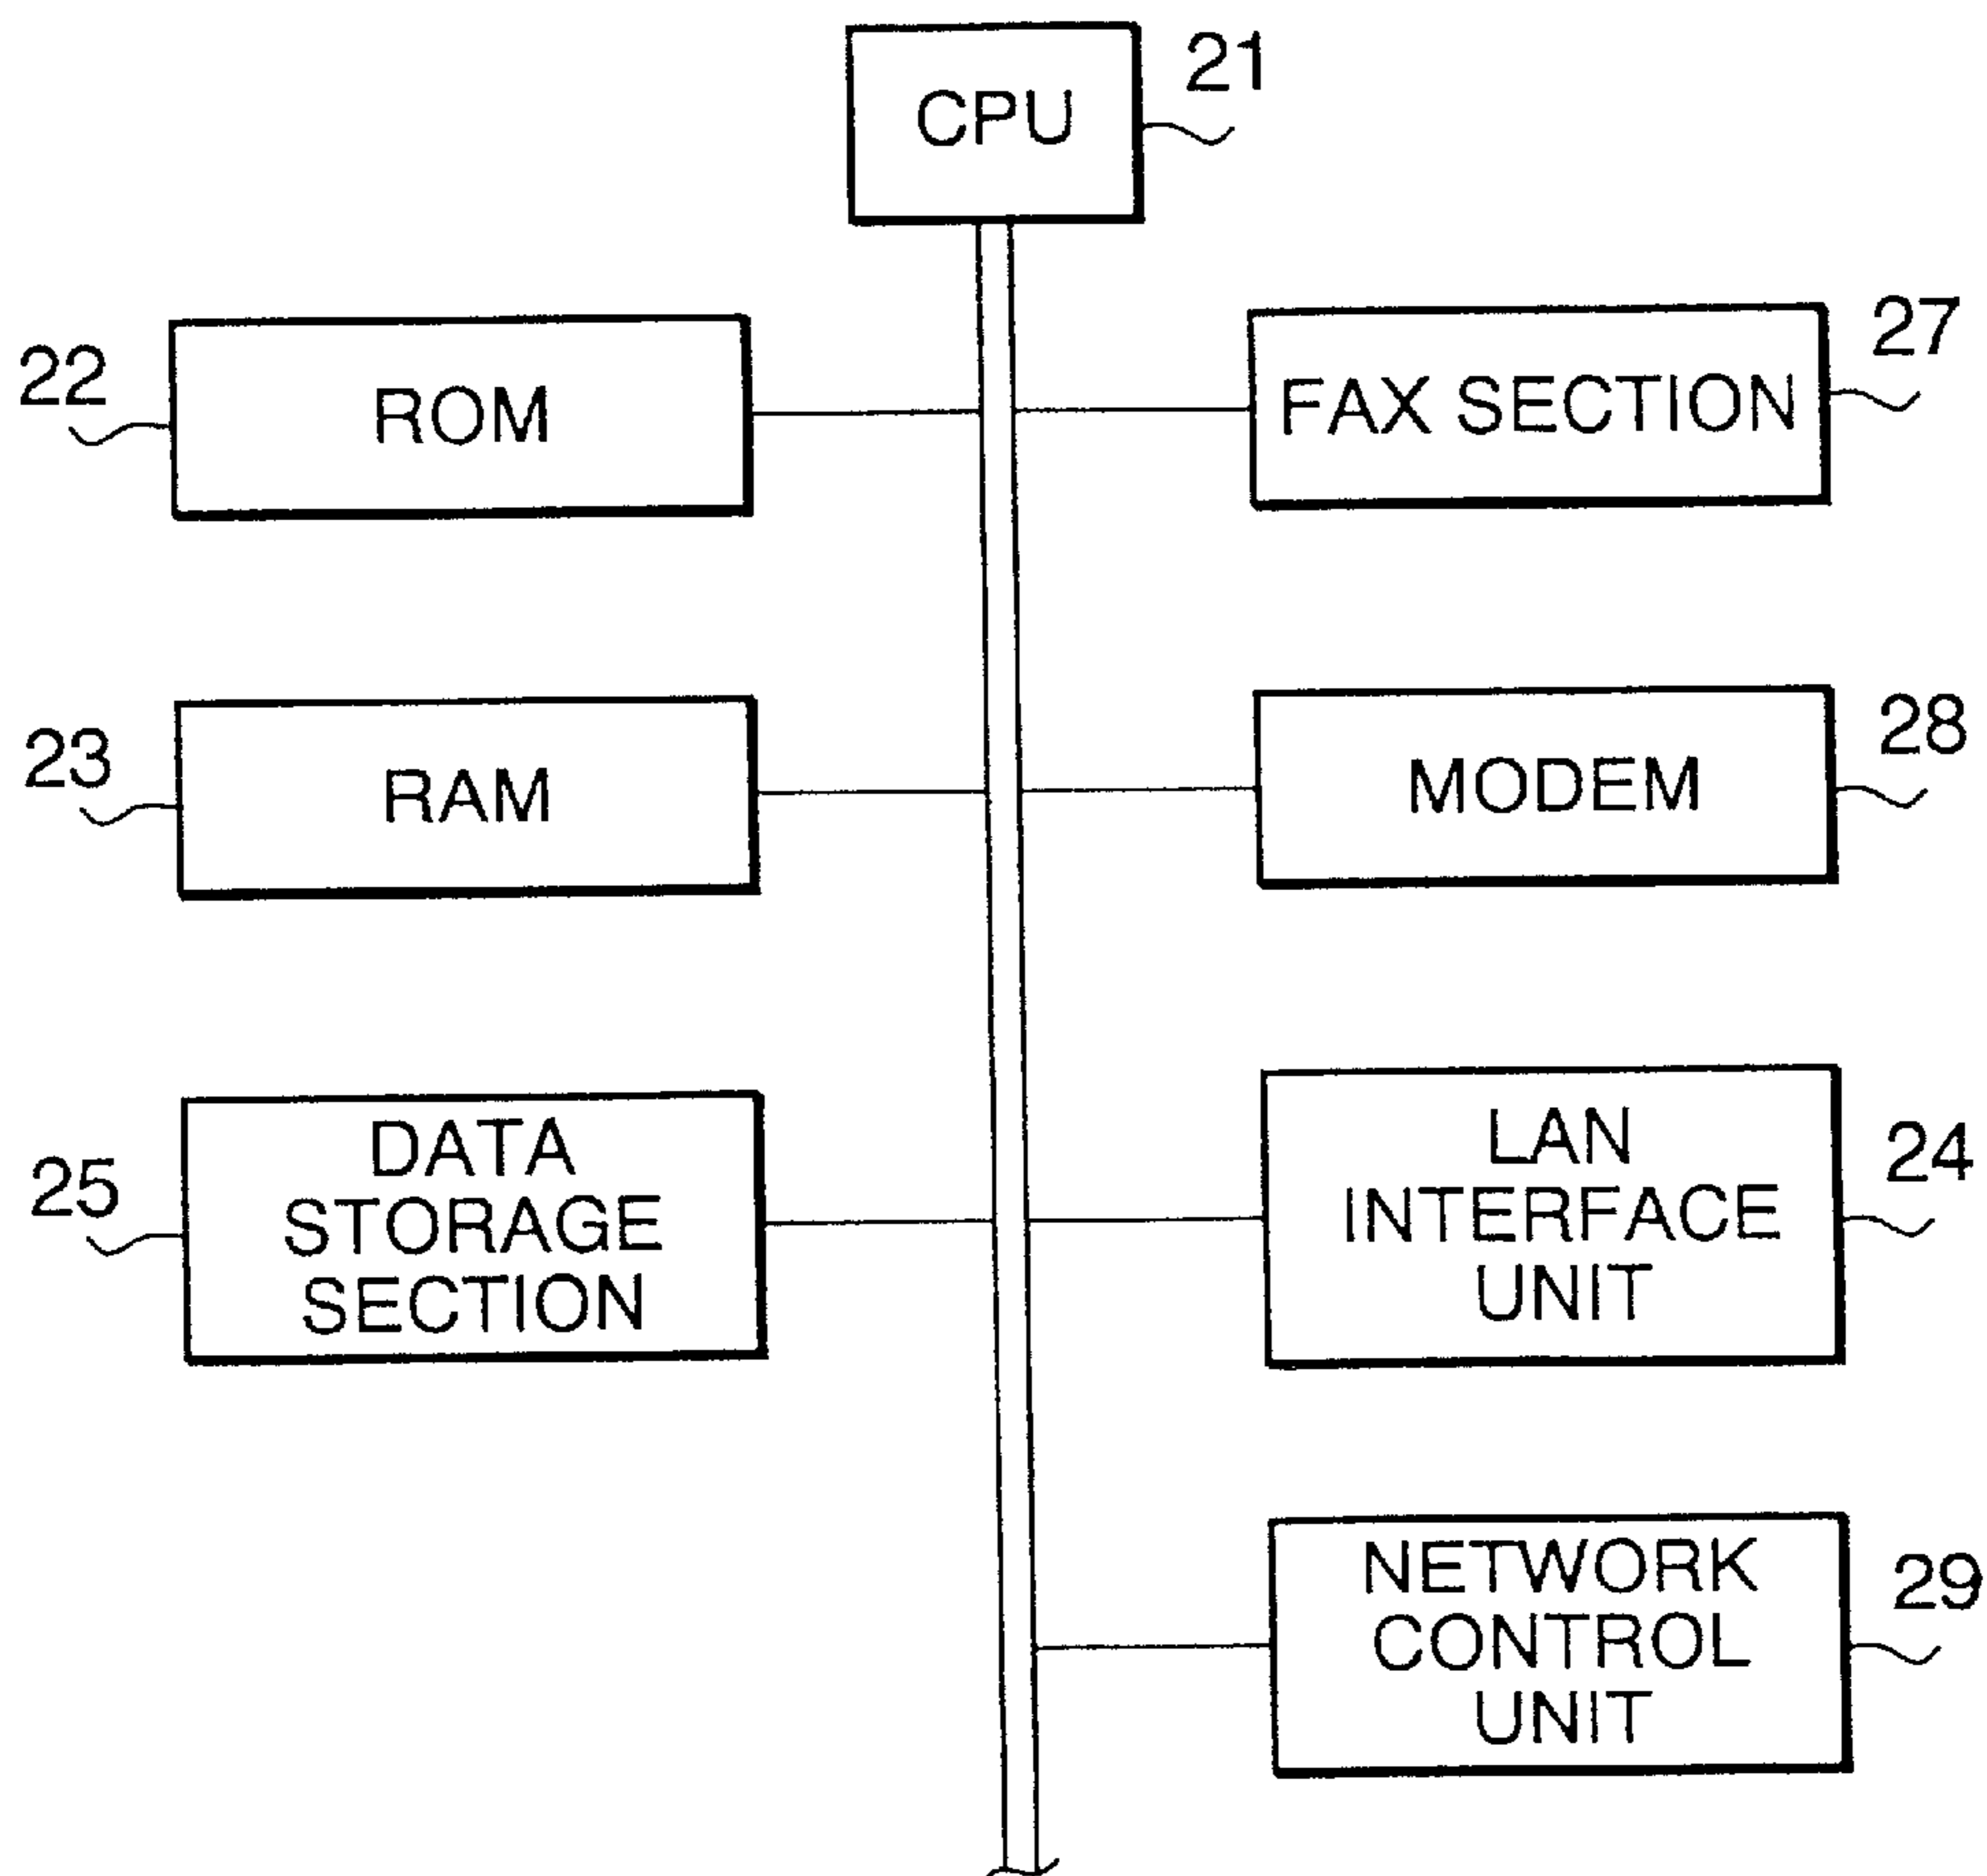 CPU
21
22
ROM
FAX SECTION
27
23
RAM
MODEM
28
25
DATA
STORAGE
SECTION
LAN
INTERFACE
UNIT
24
NETWORK
CONTROL
UNIT
29